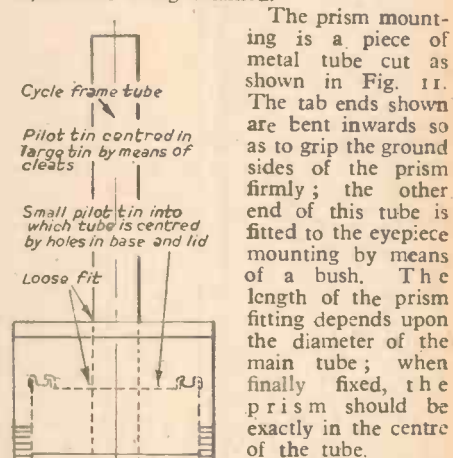 Cycle frame tube
Pilot tin centred in
large tin by means of
cleats
Small pilot tin into
which tube is centred
by holes in base and lid
Loose fit
The prism mount-
ing is a piece of
metal tube cut as
shown in Fig. 11.
The tab ends shown
are bent inwards so
as to grip the ground
sides of the prism
firmly; the other
end of this tube is
fitted to the eyepiece
mounting by means
of a bush. The
length of the prism
fitting depends upon
the diameter of the
main tube; when
finally fixed, the
prism should be
exactly in the centre
of the tube.